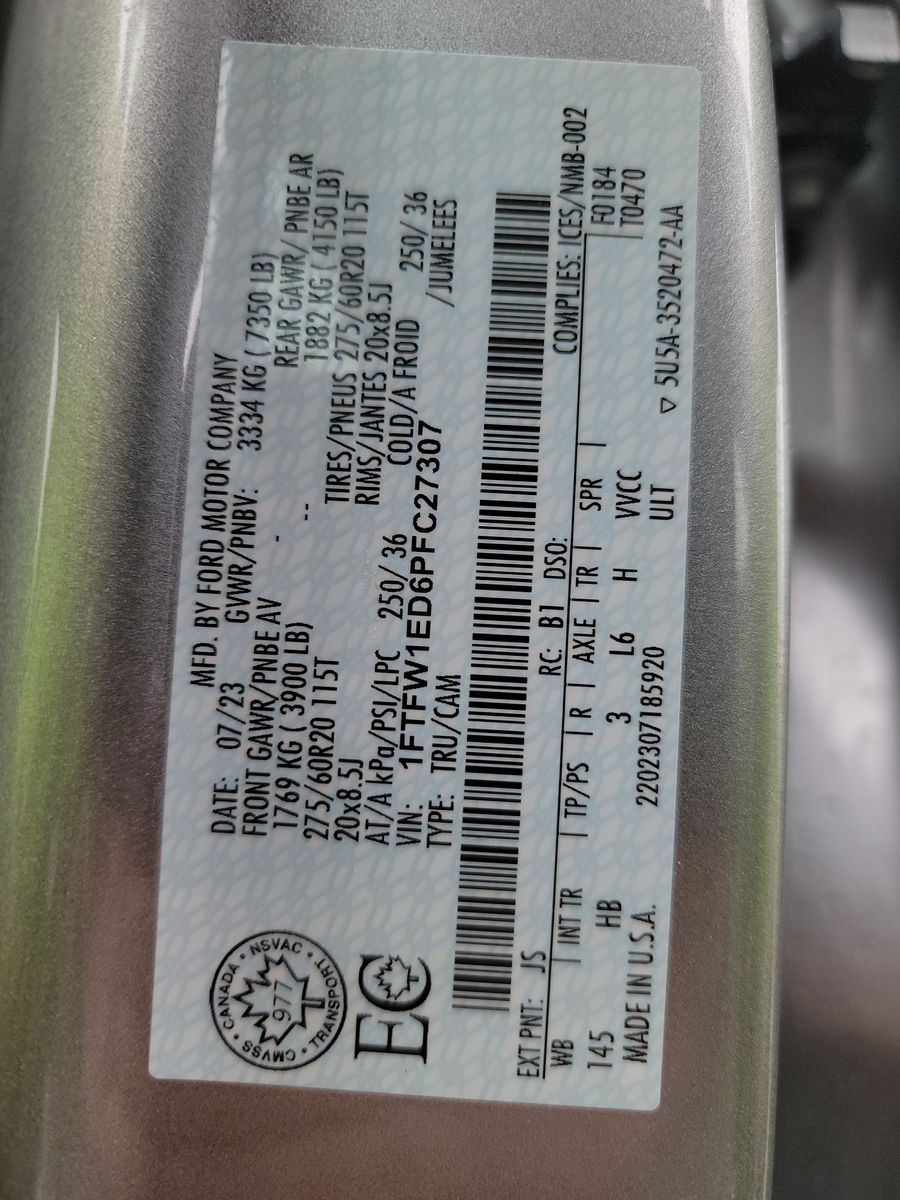 MFD. BY FORD MOTOR COMPANY
DATE: 07/23 GVWR/PNBV: 3334 KG ( 7350 LB)
FRONT GAWR/PNBE AV - REAR GAWR/ PNBE AR
1769 KG ( 3900 LB) -- 1882 KG ( 4150 LB)
275/60R20 115T TIRES/PNEUS 275/60R20 115T
20x8.5J RIMS/JANTES 20x8.5J
AT/A kPa/PSI/LPC 250/ 36 COLD/A FROID 250/ 36
VIN: 1FTFW1ED6PFC27307 /JUMELEES
TYPE: TRU/CAM
CMVSS • CANADA • NSVAC • TRANSPORT •
977
EC
EXT PNT: JS RC: B1 DSO: COMPLIES: ICES/NMB-002
WB | INT TR | TP/PS | R | AXLE | TR | SPR | F0184
145 HB 3 L6 H VVCC T0470
ULT
MADE IN U.S.A. 220230718592​0 ▽ 5U5A-3520472-AA